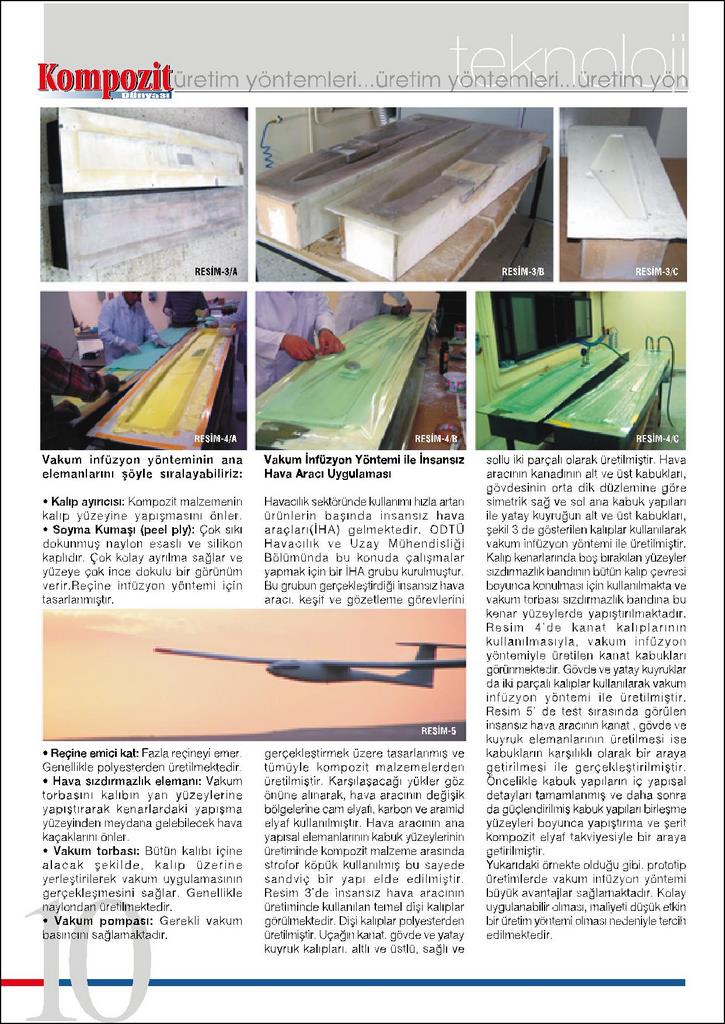 teknoloji
Kompozit
dünyası
üretim yöntemleri...üretim yöntemleri...üretim yön
RESİM-3/A
RESİM-3/B
RESİM-3/C
RESİM-4/A
RESİM-4/B
RESİM-4/C
Vakum infüzyon yönteminin ana
elemanlarını şöyle sıralayabiliriz:
• Kalıp ayırıcısı: Kompozit malzemenin
kalıp yüzeyine yapışmasını önler.
• Soyma Kumaşı (peel ply): Çok sıkı
dokunmuş naylon esaslı ve silikon
kaplıdır. Çok kolay ayrılma sağlar ve
yüzeye çok ince dokulu bir görünüm
verir.Reçine infüzyon yöntemi için
tasarlanmıştır.
• Reçine emici kat: Fazla reçineyi emer.
Genellikle polyesterden üretilmektedir.
• Hava sızdırmazlık elemanı: Vakum
torbasını kalıbın yan yüzeylerine
yapıştırarak kenarlardaki yapışma
yüzeyinden meydana gelebilecek hava
kaçaklarını önler.
• Vakum torbası: Bütün kalıbı içine
alacak şekilde, kalıp üzerine
yerleştirilerek vakum uygulamasının
gerçekleşmesini sağlar. Genellikle
naylondan üretilmektedir.
• Vakum pompası: Gerekli vakum
basıncını sağlamaktadır.
Vakum İnfüzyon Yöntemi ile İnsansız
Hava Aracı Uygulaması
Havacılık sektöründe kullanımı hızla artan
ürünlerin başında insansız hava
araçları(İHA) gelmektedir. ODTÜ
Havacılık ve Uzay Mühendisliği
Bölümünda bu konuda çalışmalar
yapmak için bir İHA grubu kurulmuştur.
Bu grubun gerçekleştirdiği insansız hava
aracı, keşif ve gözetleme görevlerini
RESİM-5
gerçekleştirmek üzere tasarlanmış ve
tümüyle kompozit malzemelerden
üretilmiştir. Karşılaşacağı yükler göz
önüne alınarak, hava aracının değişik
bölgelerine cam elyafı, karbon ve aramid
elyaf kullanılmıştır. Hava aracının ana
yapısal elemanlarının kabuk yüzeylerinin
üretiminde kompozit malzeme arasında
strofor köpük kullanılmış bu sayede
sandviç bir yapı elde edilmiştir.
Resim 3'de insansız hava aracının
üretiminde kullanılan temel dişi kalıplar
görülmektedir. Dişi kalıplar polyesterden
üretilmiştir. Uçağın kanat, gövde ve yatay
kuyruk kalıpları, altlı ve üstlü, sağlı ve
sollu iki parçalı olarak üretilmiştir. Hava
aracının kanadının alt ve üst kabukları,
gövdesinin orta dik düzlemine göre
simetrik sağ ve sol ana kabuk yapıları
ile yatay kuyruğun alt ve üst kabukları,
şekil 3 de gösterilen kalıplar kullanılarak
vakum infüzyon yöntemi ile üretilmiştir.
Kalıp kenarlarında boş bırakılan yüzeyler
sızdırmazlık bandının bütün kalıp çevresi
boyunca konulması için kullanılmakta ve
vakum torbası sızdırmazlık bandına bu
kenar yüzeylerde yapıştırılmaktadır.
Resim 4'de kanat kalıplarının
kullanılmasıyla, vakum infüzyon
yöntemiyle üretilen kanat kabukları
görünmektedir. Gövde ve yatay kuyruklar
da iki parçalı kalıplar kullanılarak vakum
infüzyon yöntemi ile üretilmiştir.
Resim 5' de test sırasında görülen
insansız hava aracının kanat , gövde ve
kuyruk elemanlarının üretilmesi ise
kabukların karşılıklı olarak bir araya
getirilmesi ile gerçekleştirilmiştir.
Öncelikle kabuk yapıların iç yapısal
detayları tamamlanmış ve daha sonra
da güçlendirilmiş kabuk yapıları birleşme
yüzeyleri boyunca yapıştırma ve şerit
kompozit elyaf takviyesiyle bir araya
getirilmiştir.
Yukarıdaki örnekte olduğu gibi, prototip
üretimlerde vakum infüzyon yöntemi
büyük avantajlar sağlamaktadır. Kolay
uygulanabilir olması, maliyeti düşük etkin
bir üretim yöntemi olması nedeniyle tercih
edilmektedir.
10